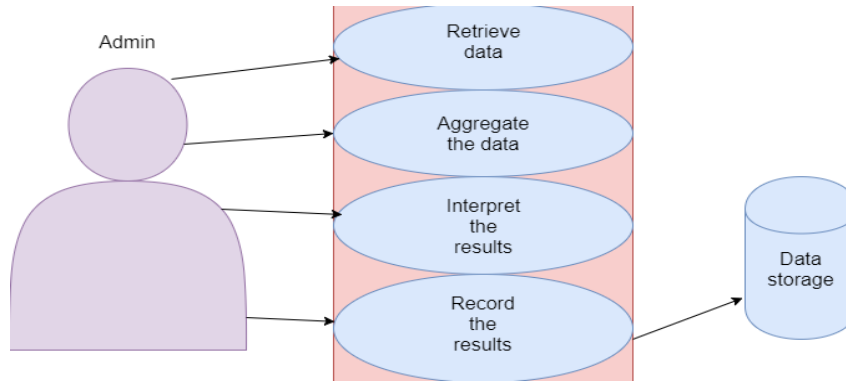 Admin
Retrieve
data
Aggregate
the data
Interpret
the
results
Record
the
results
Data
storage